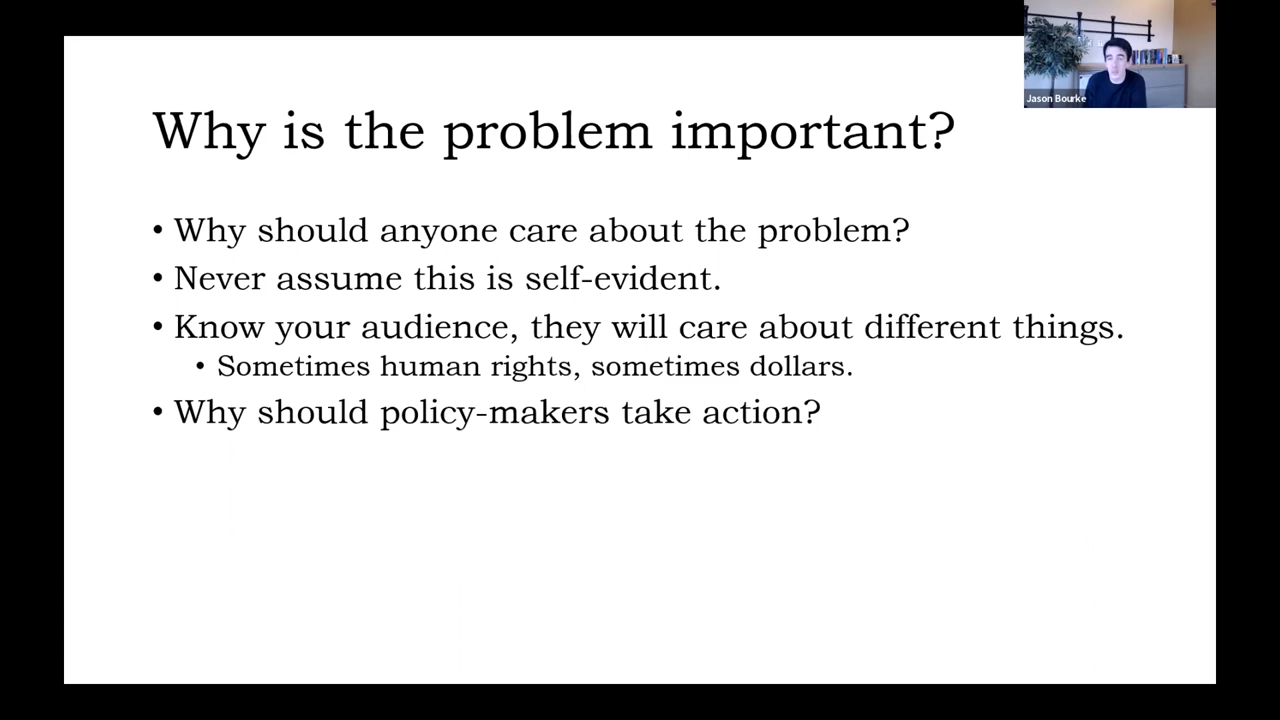 Why is the problem important?
• Why should anyone care about the problem?
• Never assume this is self-evident.
• Know your audience, they will care about different things.
• Sometimes human rights, sometimes dollars.
• Why should policy-makers take action?
Jason Bourke